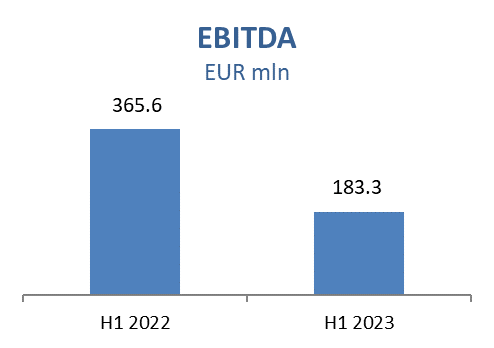 EBITDA
EUR mln
365.6
183.3
H1 2022
H1 2023